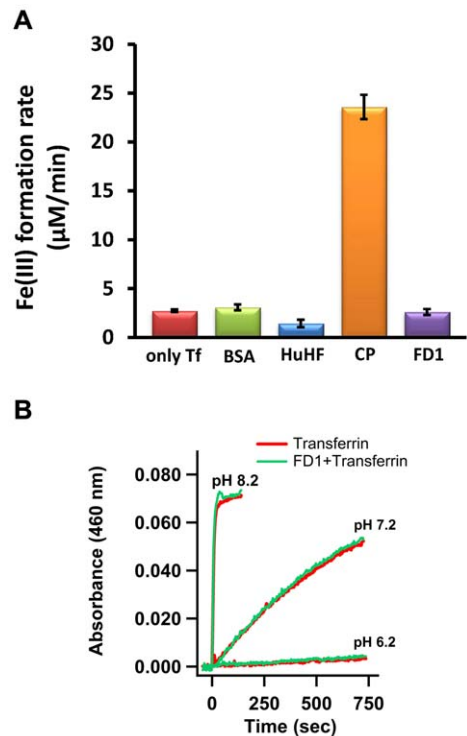 A
Fe(III) formation rate
(μM/min)
30
25
20
15
10
5
0
only Tf BSA HuHF CP FD1
B
Transferrin
FD1+Transferrin
Absorbance (460 nm)
0.080
0.060
0.040
0.020
0.000
pH 8.2
pH 7.2
pH 6.2
0 250 500 750
Time (sec)